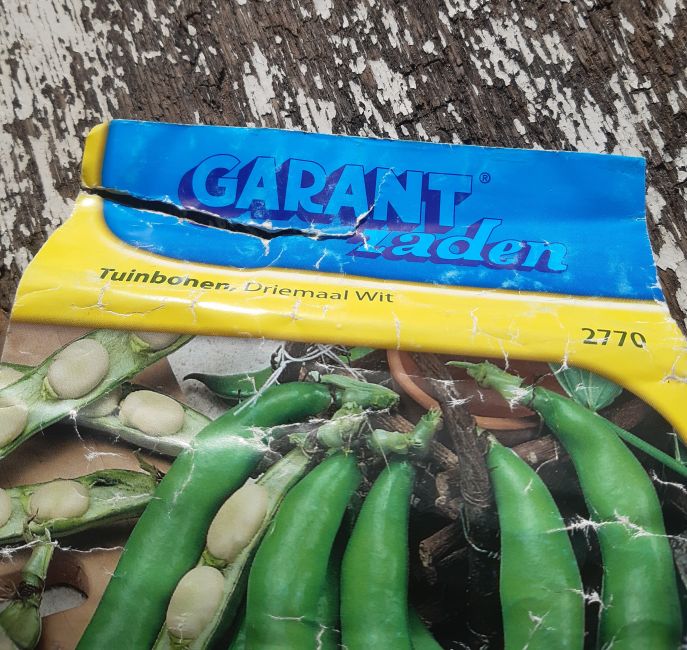 GARANT®
zaden
Tuinbonen, Driemaal Wit
2770